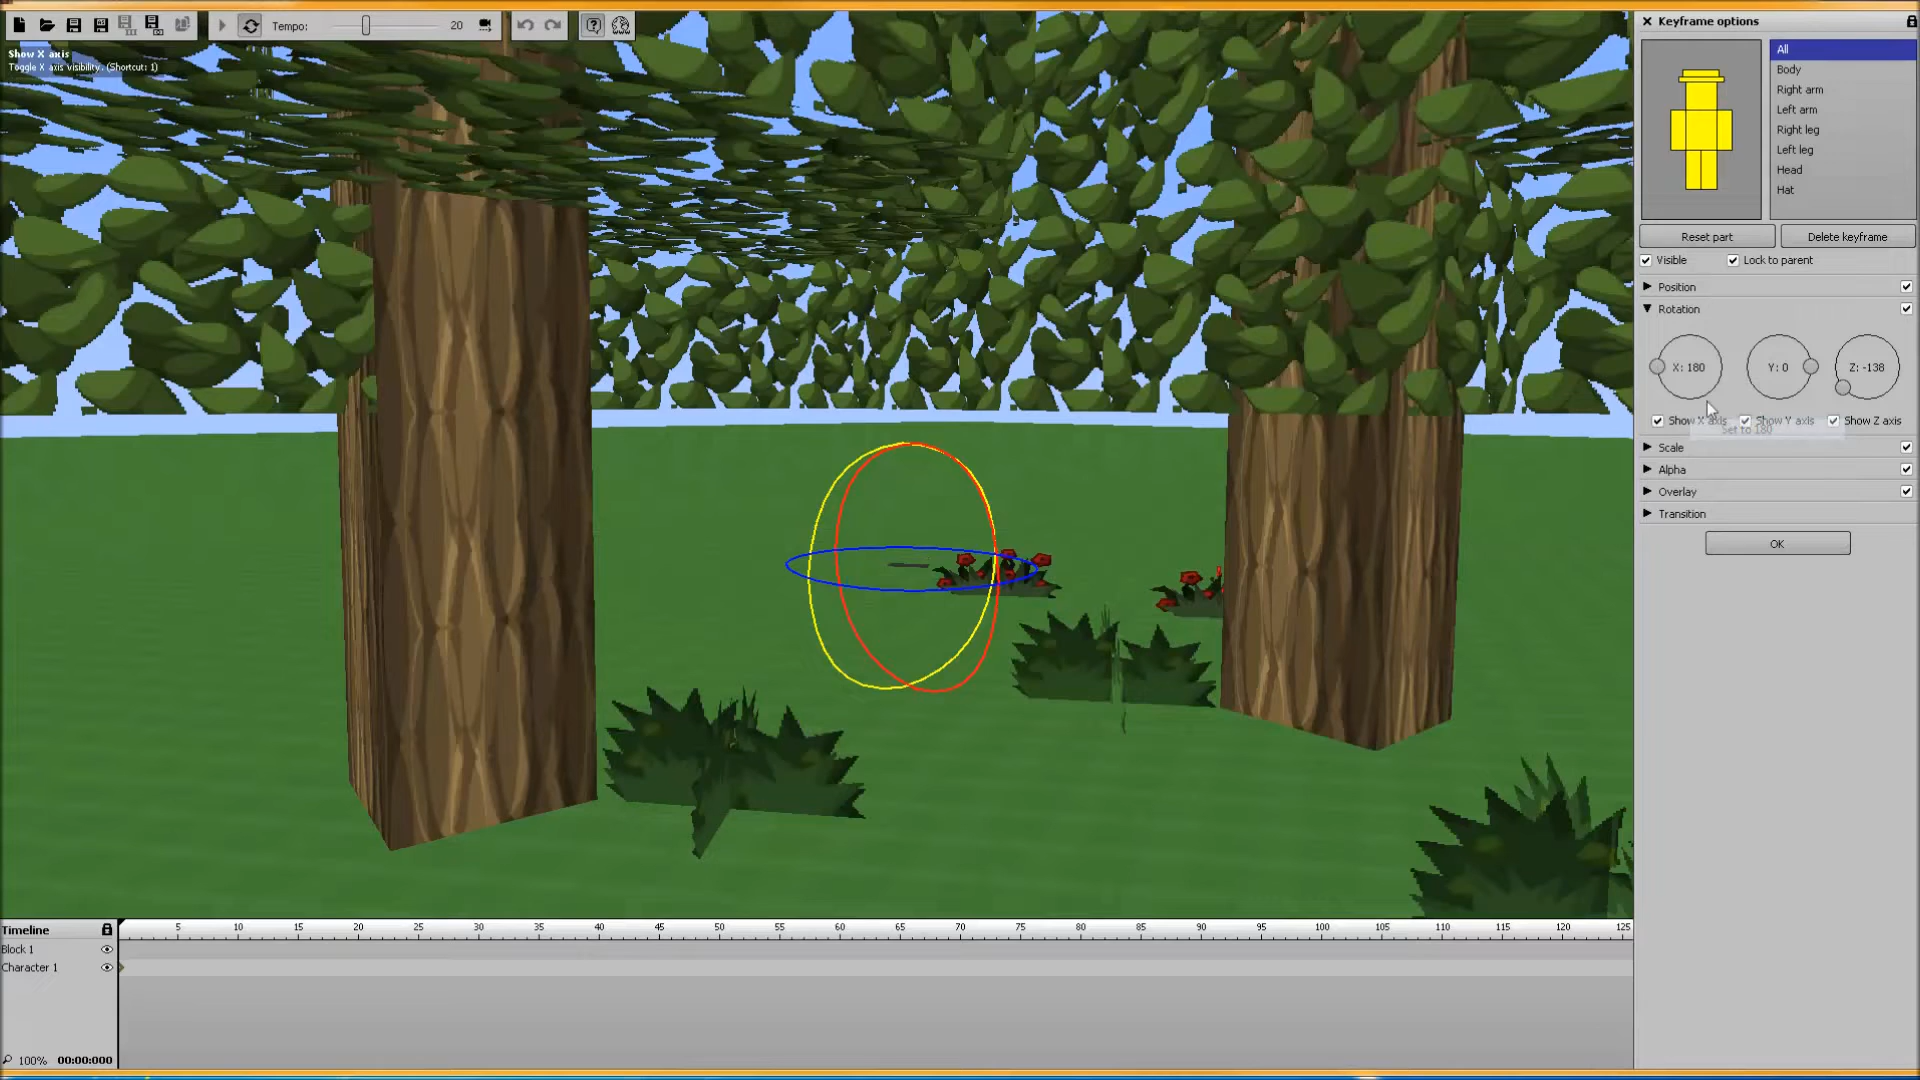 Tempo:
20
Show X axis
Toggle X axis visibility. (Shortcut: 1)
Keyframe options
All
Body
Right arm
Left arm
Right leg
Left leg
Head
Hat
Reset part
Delete keyframe
Visible
Lock to parent
Position
Rotation
X: 180
Y: 0
Z: -138
Show X axis
Show Y axis
Show Z axis
Set to 180
Scale
Alpha
Overlay
Transition
OK
Timeline
5 10 15 20 25 30 35 40 45 50 55 60 65 70 75 80 85 90 95 100 105 110 115 120 125
Block 1
Character 1
100%
00:00:000